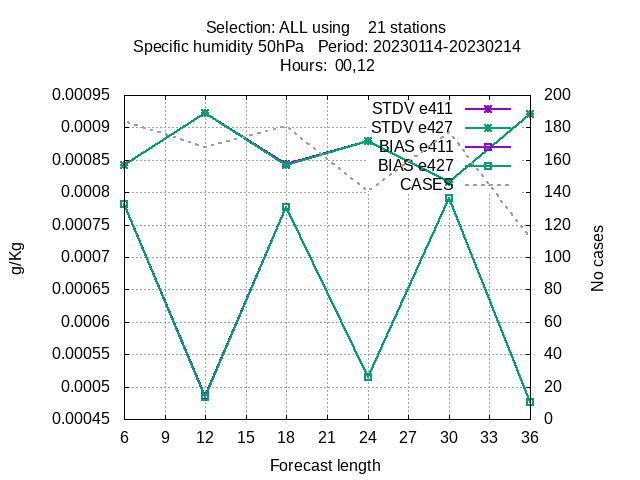 Selection: ALL using    21 stations
Specific humidity 50hPa   Period: 20230114-20230214
Hours:  00,12
STDV e411
STDV e427
BIAS e411
BIAS e427
CASES
0.00095
0.0009
0.00085
0.0008
0.00075
0.0007
0.00065
0.0006
0.00055
0.0005
0.00045
g/Kg
200
180
160
140
120
100
80
60
40
20
0
No cases
6 9 12 15 18 21 24 27 30 33 36
Forecast length